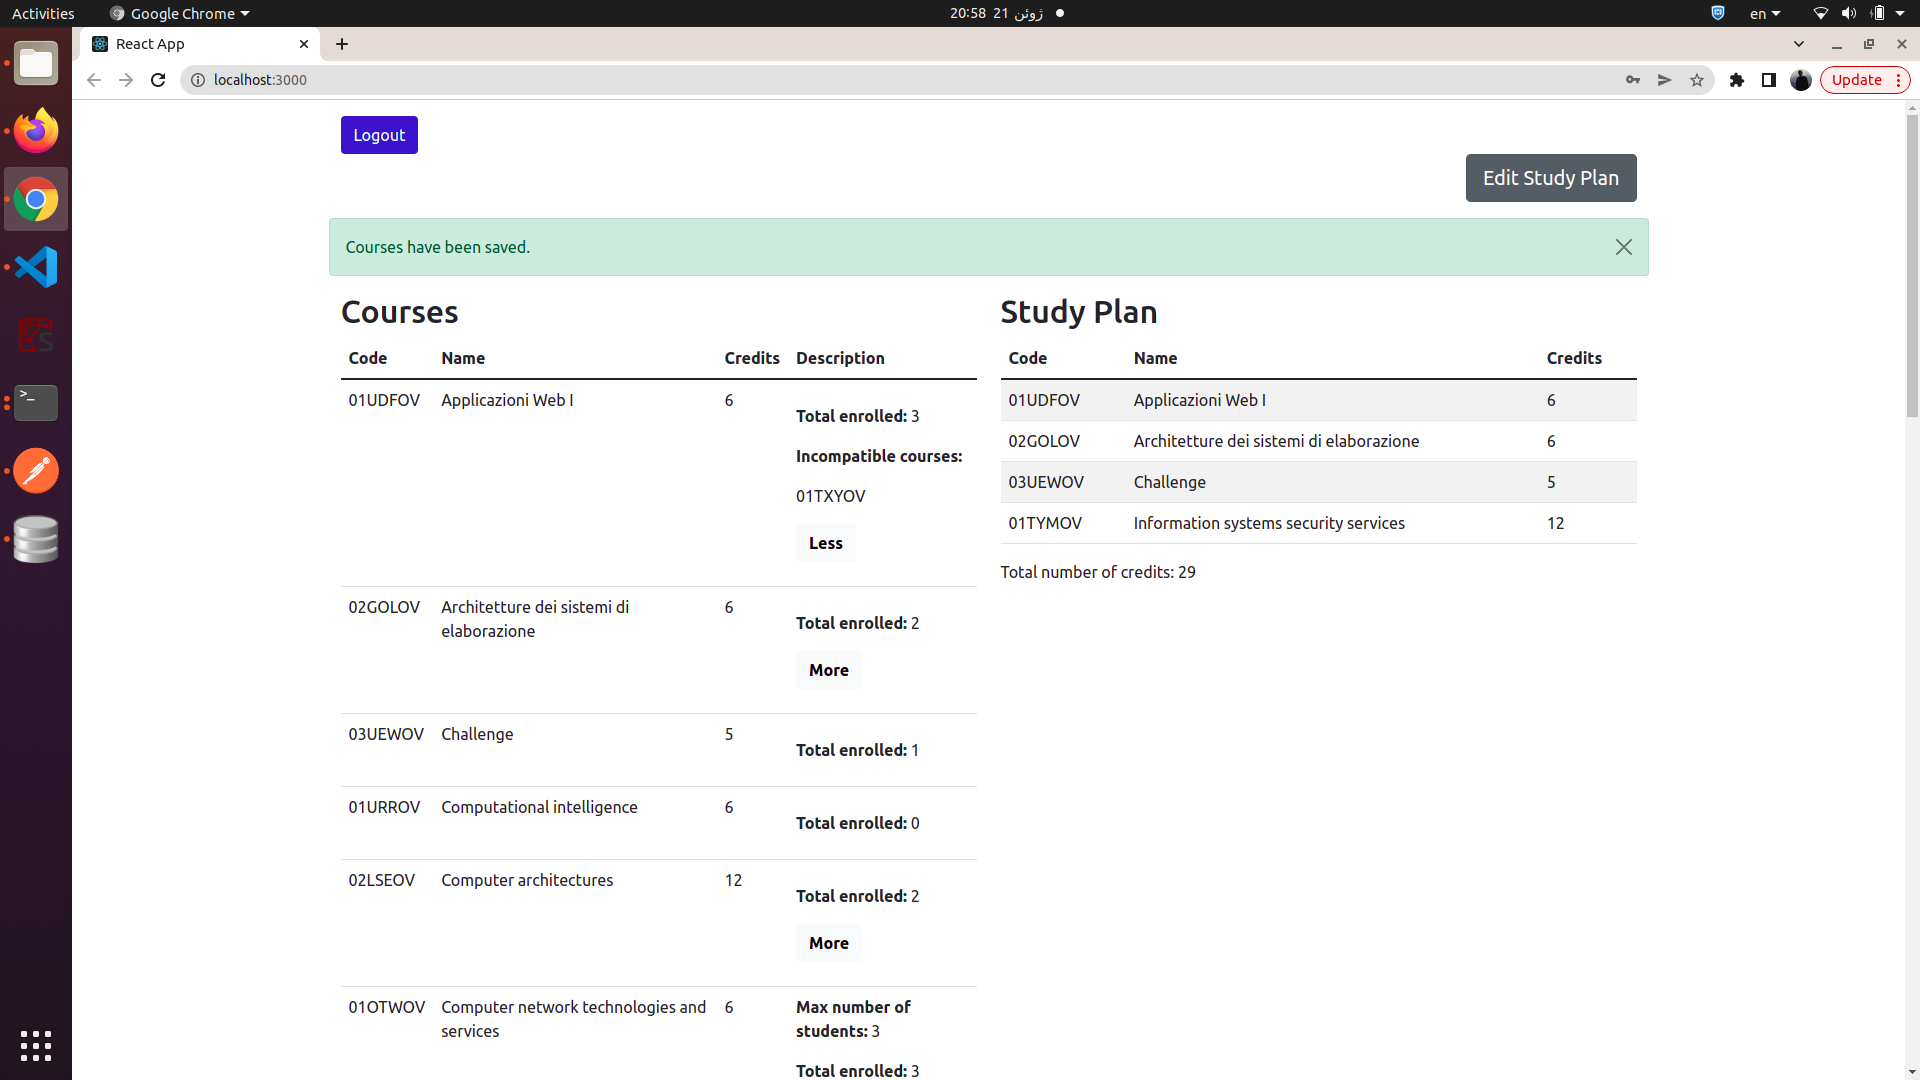 Activities
Google Chrome
20:58 21 ژوئن
en
React App
localhost:3000
Update
Logout
Edit Study Plan
Courses have been saved.
Courses
Code Name Credits Description
01UDFOV Applicazioni Web I 6
Total enrolled: 3
Incompatible courses:
01TXYOV
Less
02GOLOV Architetture dei sistemi di elaborazione 6
Total enrolled: 2
More
03UEWOV Challenge 5
Total enrolled: 1
01URROV Computational intelligence 6
Total enrolled: 0
02LSEOV Computer architectures 12
Total enrolled: 2
More
01OTWOV Computer network technologies and services 6
Max number of
students: 3
Total enrolled: 3
Study Plan
Code Name Credits
01UDFOV Applicazioni Web I 6
02GOLOV Architetture dei sistemi di elaborazione 6
03UEWOV Challenge 5
01TYMOV Information systems security services 12
Total number of credits: 29